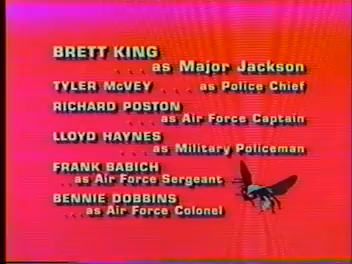 BRETT KING
. . . as Major Jackson
TYLER McVEY . . . as Police Chief
RICHARD POSTON
. . . as Air Force Captain
LLOYD HAYNES
. . . as Military Policeman
FRANK BABICH
. . as Air Force Sergeant
BENNIE DOBBINS
. . . as Air Force Colonel